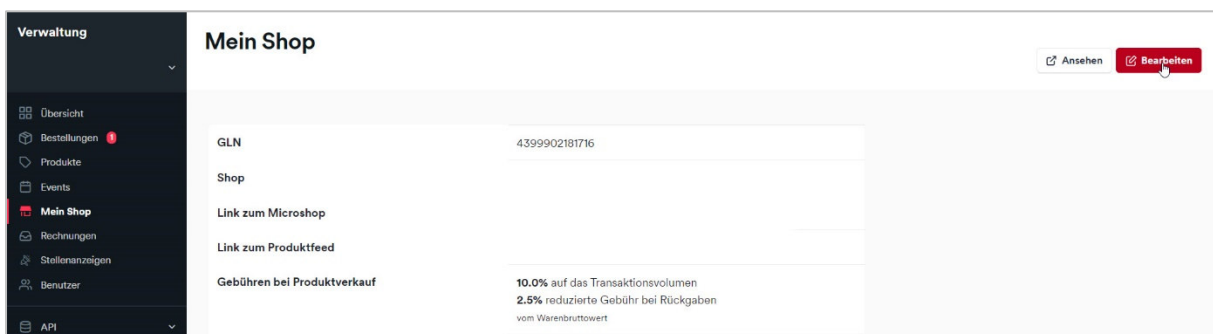 Verwaltung
Übersicht
Bestellungen 1
Produkte
Events
Mein Shop
Rechnungen
Stellenanzeigen
Benutzer
API
Mein Shop
Ansehen
Bearbeiten
GLN 4399902181716
Shop
Link zum Microshop
Link zum Produktfeed
Gebühren bei Produktverkauf 10.0% auf das Transaktionsvolumen
2.5% reduzierte Gebühr bei Rückgaben
vom Warenbruttowert